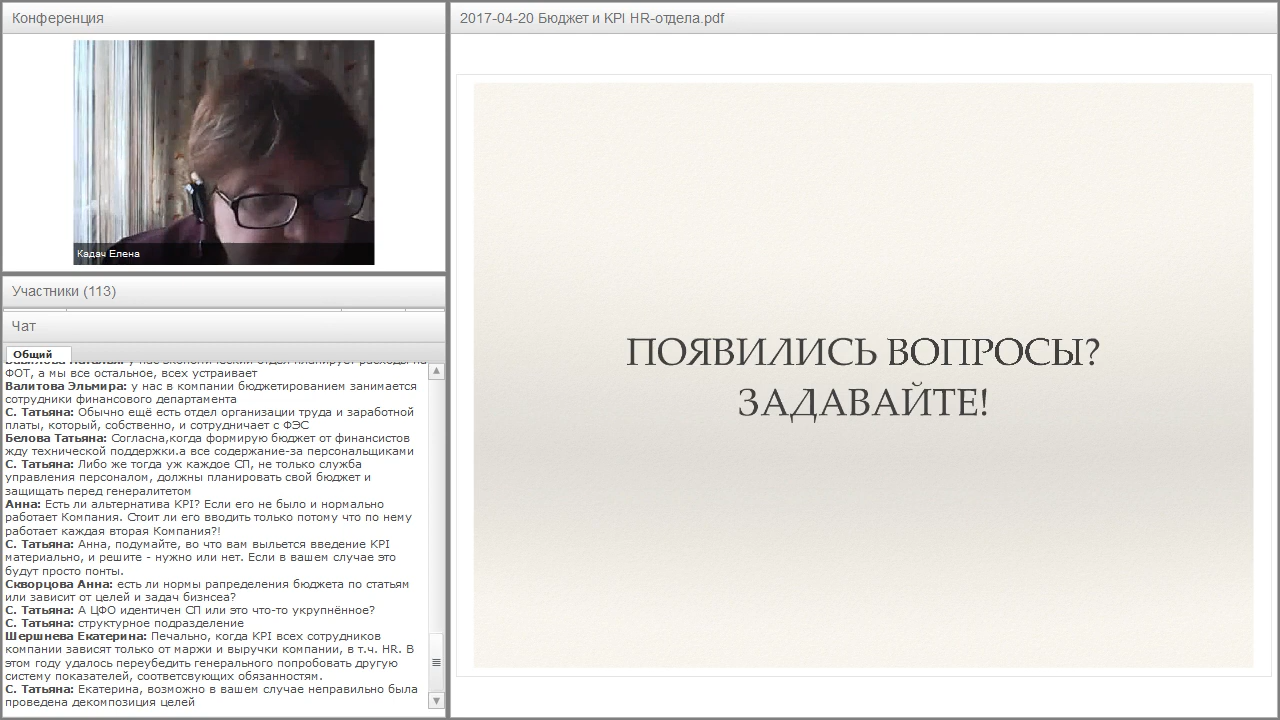 Конференция
2017-04-20 Бюджет и KPI HR-отдела.pdf
Кадач Елена
Участники (113)
Чат
Общий
ФОТ, а мы все остальное, всех устраивает
Валитова Эльмира: у нас в компании бюджетированием занимается
сотрудники финансового департамента
С. Татьяна: Обычно ещё есть отдел организации труда и заработной
платы, который, собственно, и сотрудничает с ФЭС
Белова Татьяна: Согласна,когда формирую бюджет от финансистов
жду технической поддержки.а все содержание-за персональщиками
С. Татьяна: Либо же тогда уж каждое СП, не только служба
управления персоналом, должны планировать свой бюджет и
защищать перед генералитетом
Анна: Есть ли альтернатива KPI? Если его не было и нормально
работает Компания. Стоит ли его вводить только потому что по нему
работает каждая вторая Компания?!
С. Татьяна: Анна, подумайте, во что вам выльется введение KPI
материально, и решите - нужно или нет. Если в вашем случае это
будут просто понты.
Скворцова Анна: есть ли нормы рапределения бюджета по статьям
или зависит от целей и задач бизнсеа?
С. Татьяна: А ЦФО идентичен СП или это что-то укрупнённое?
С. Татьяна: структурное подразделение
Шершнева Екатерина: Печально, когда KPI всех сотрудников
компании зависят только от маржи и выручки компании, в т.ч. HR. В
этом году удалось переубедить генерального попробовать другую
систему показателей, соответсвующих обязанностям.
С. Татьяна: Екатерина, возможно в вашем случае неправильно была
проведена декомпозиция целей
ПОЯВИЛИСЬ ВОПРОСЫ?
ЗАДАВАЙТЕ!